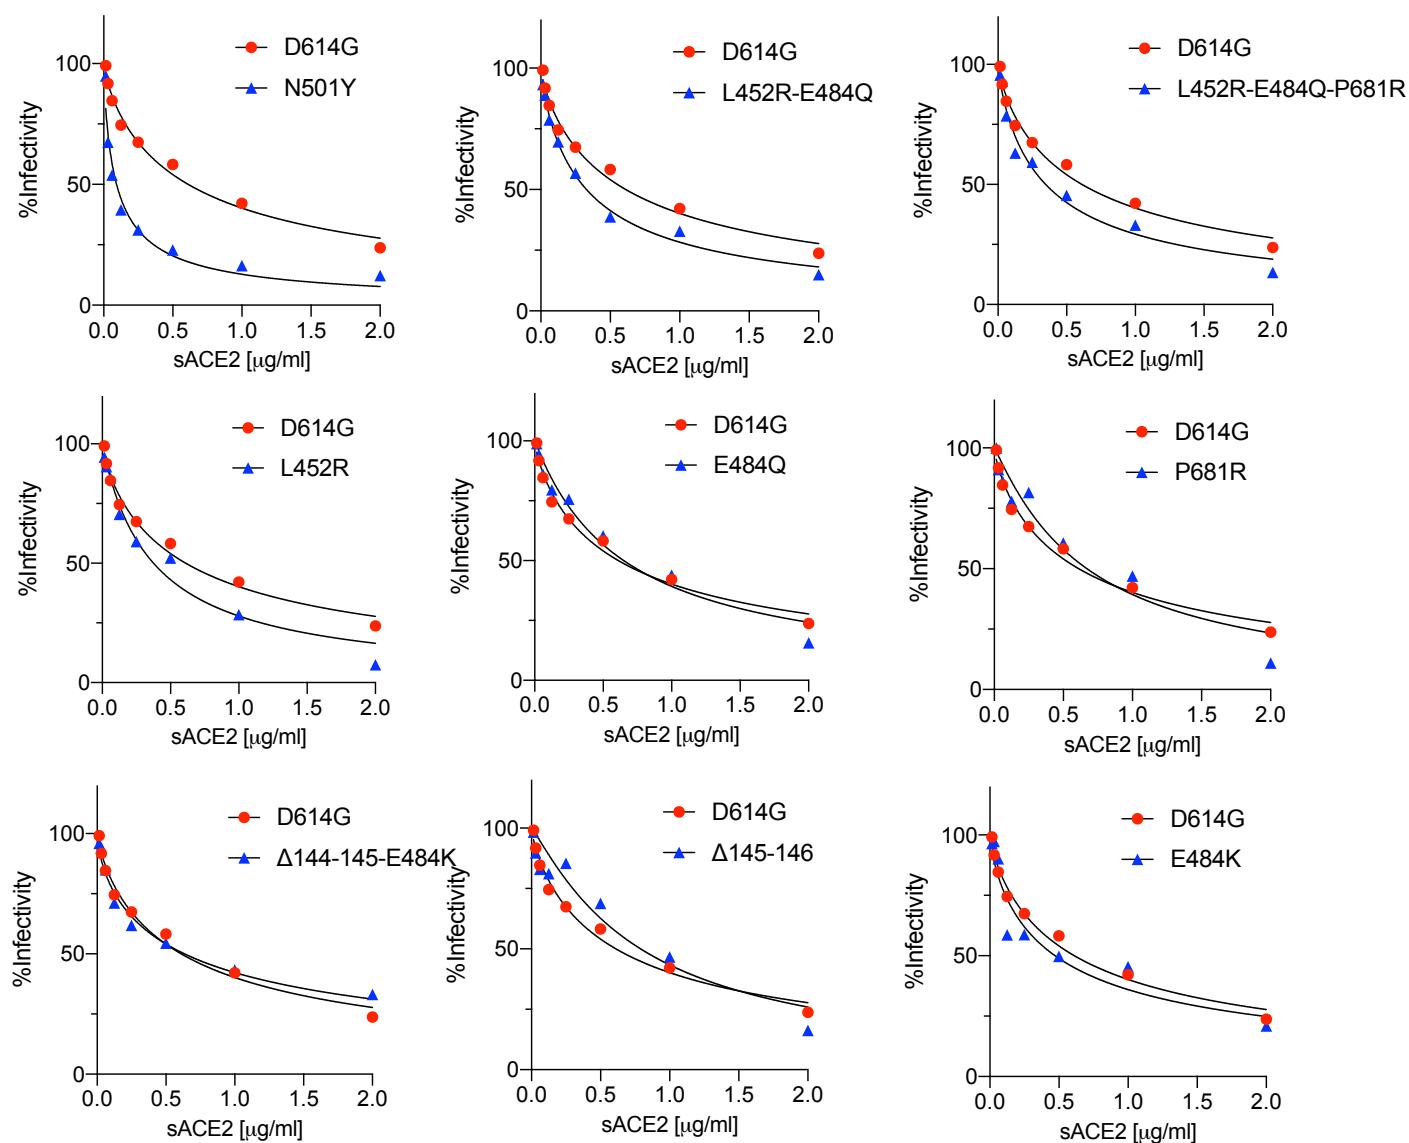 D614G
N501Y
100
50
0
%Infectivity
0.0 0.5 1.0 1.5 2.0
sACE2 [μg/ml]
D614G
L452R-E484Q
100
50
0
%Infectivity
0.0 0.5 1.0 1.5 2.0
sACE2 [μg/ml]
D614G
L452R-E484Q-P681R
100
50
0
%Infectivity
0.0 0.5 1.0 1.5 2.0
sACE2 [μg/ml]
D614G
L452R
100
50
0
%Infectivity
0.0 0.5 1.0 1.5 2.0
sACE2 [μg/ml]
D614G
E484Q
100
50
0
%Infectivity
0.0 0.5 1.0 1.5 2.0
sACE2 [μg/ml]
D614G
P681R
100
50
0
%Infectivity
0.0 0.5 1.0 1.5 2.0
sACE2 [μg/ml]
D614G
Δ144-145-E484K
100
50
0
%Infectivity
0.0 0.5 1.0 1.5 2.0
sACE2 [μg/ml]
D614G
Δ145-146
100
50
0
%Infectivity
0.0 0.5 1.0 1.5 2.0
sACE2 [μg/ml]
D614G
E484K
100
50
0
%Infectivity
0.0 0.5 1.0 1.5 2.0
sACE2 [μg/ml]